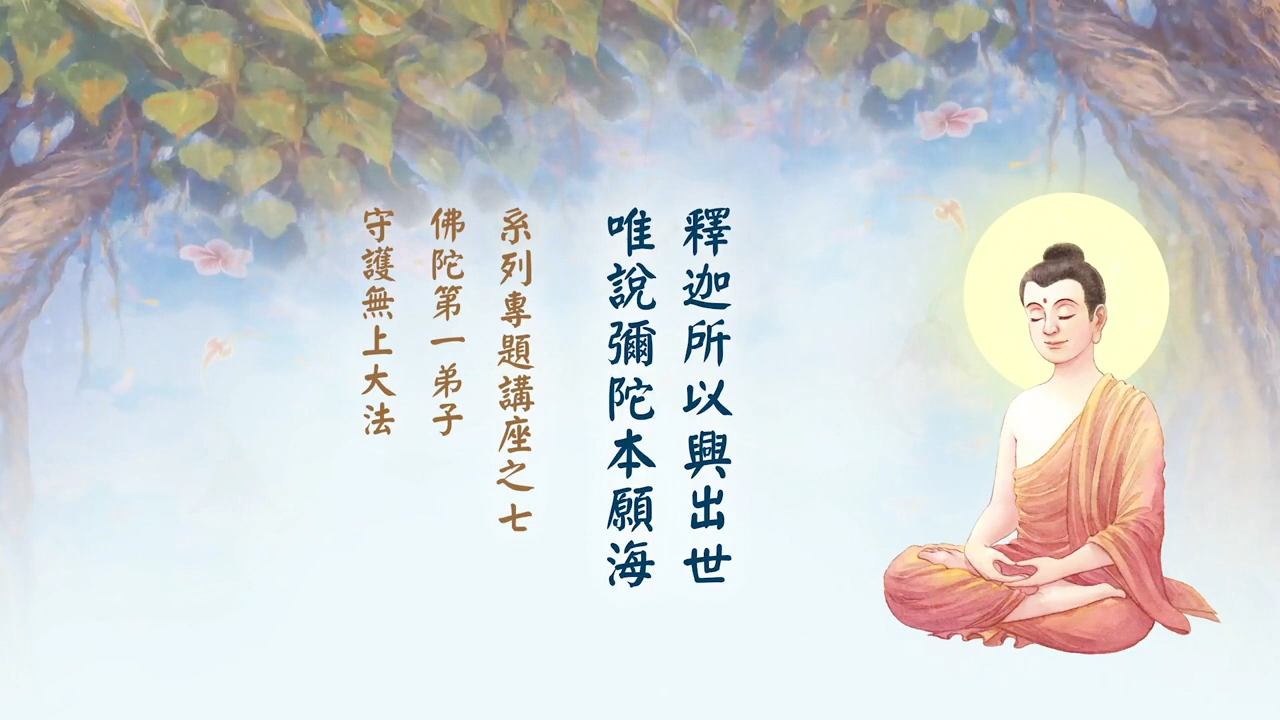 釋迦所以興出世
唯說彌陀本願海
系列專題講座之七
佛陀第一弟子
守護無上大法